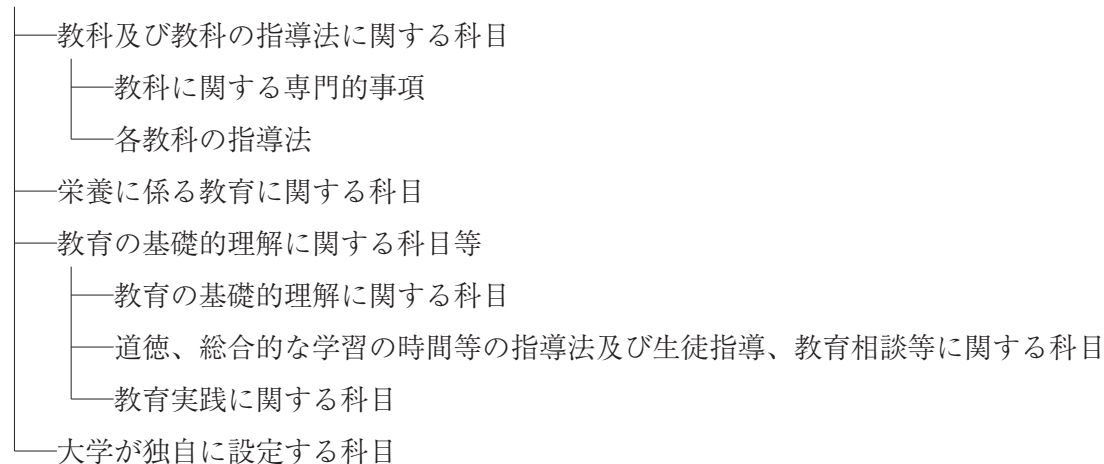 教科及び教科の指導法に関する科目
教科に関する専門的事項
各教科の指導法
栄養に係る教育に関する科目
教育の基礎的理解に関する科目等
教育の基礎的理解に関する科目
道徳、総合的な学習の時間等の指導法及び生徒指導、教育相談等に関する科目
教育実践に関する科目
大学が独自に設定する科目